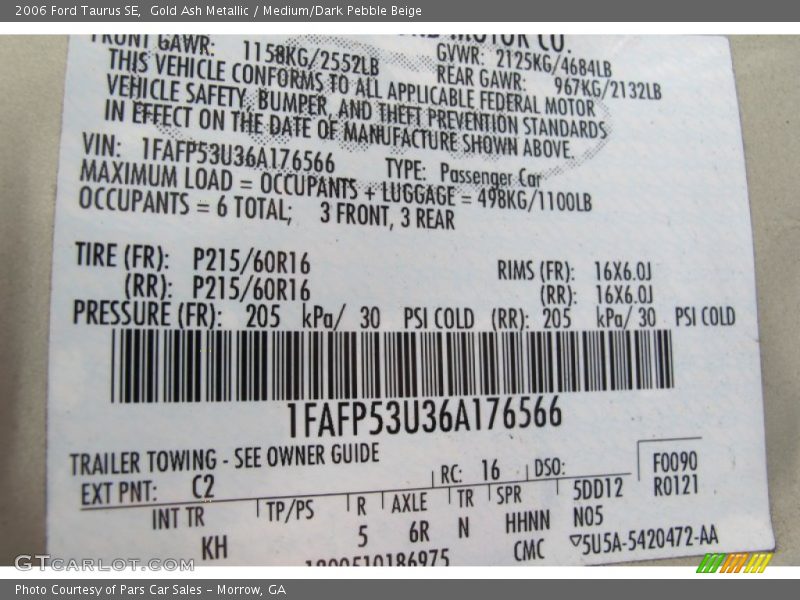 2006 Ford Taurus SE,  Gold Ash Metallic / Medium/Dark Pebble Beige
MOTOR CO.
FRONT GAWR: 1158KG/2552LB GVWR: 2125KG/4684LB
REAR GAWR: 967KG/2132LB
THIS VEHICLE CONFORMS TO ALL APPLICABLE FEDERAL MOTOR
VEHICLE SAFETY, BUMPER, AND THEFT PREVENTION STANDARDS
IN EFFECT ON THE DATE OF MANUFACTURE SHOWN ABOVE.
VIN: 1FAFP53U36A176566 TYPE: Passenger Car
MAXIMUM LOAD = OCCUPANTS + LUGGAGE = 498KG/1100LB
OCCUPANTS = 6 TOTAL; 3 FRONT, 3 REAR
TIRE (FR): P215/60R16 RIMS (FR): 16X6.0J
(RR): P215/60R16 (RR): 16X6.0J
PRESSURE (FR): 205 kPa/ 30 PSI COLD (RR): 205 kPa/ 30 PSI COLD
1FAFP53U36A176566
TRAILER TOWING - SEE OWNER GUIDE
EXT PNT: C2 RC: 16 DSO: F0090
R0121
INT TR TP/PS R AXLE TR SPR 5DD12
KH 5 6R N HHNN N05
CMC ▽5U5A-5420472-AA
1000510186975
GTCARLOT.COM
Photo Courtesy of Pars Car Sales - Morrow, GA